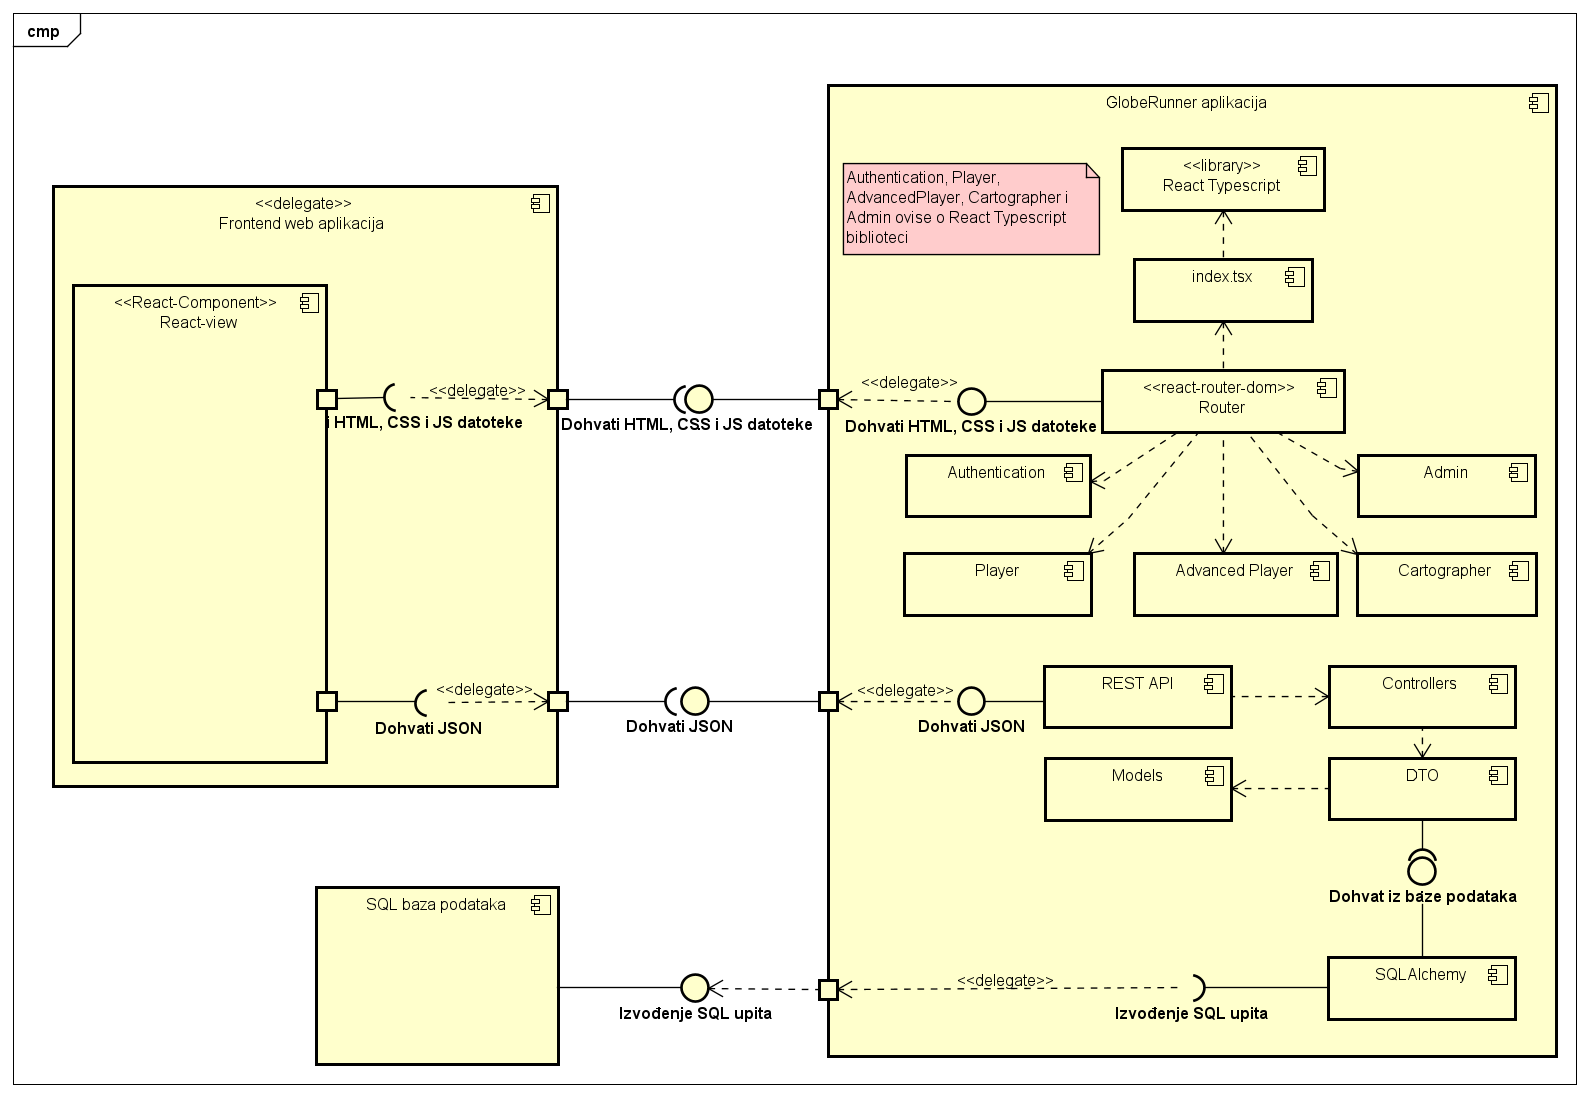 cmp
GlobeRunner aplikacija
Authentication, Player,
AdvancedPlayer, Cartographer i
Admin ovise o React Typescript
biblioteci
<<library>>
React Typescript
index.tsx
<<delegate>>
Frontend web aplikacija
<<React-Component>>
React-view
<<delegate>>
i HTML, CSS i JS datoteke
Dohvati HTML, CSS i JS datoteke
<<delegate>>
Dohvati HTML, CSS i JS datoteke
<<react-router-dom>>
Router
Authentication
Admin
Player
Advanced Player
Cartographer
<<delegate>>
Dohvati JSON
Dohvati JSON
<<delegate>>
Dohvati JSON
REST API
Controllers
Models
DTO
Dohvat iz baze podataka
SQL baza podataka
Izvođenje SQL upita
<<delegate>>
Izvođenje SQL upita
SQLAlchemy